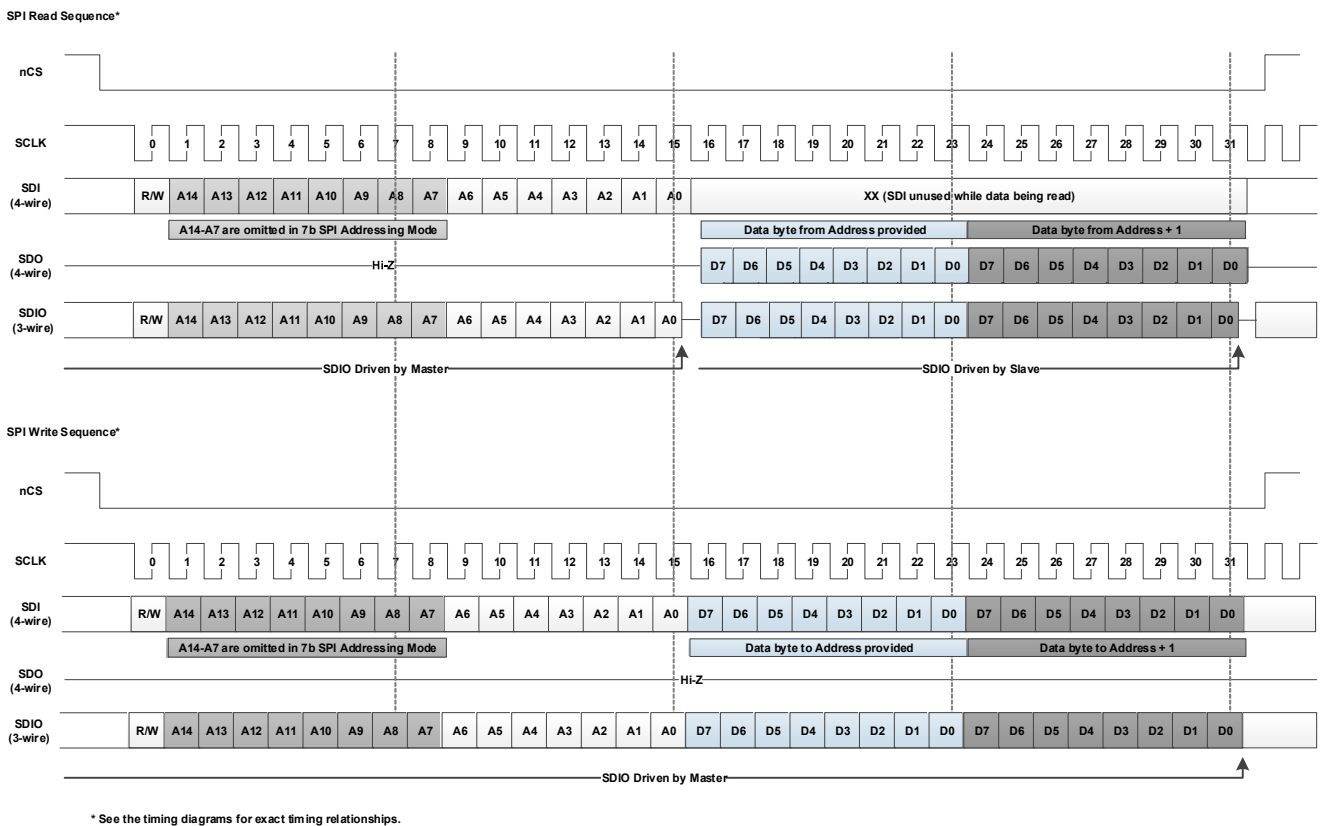 SPI Read Sequence*
nCS
SCLK 0 1 2 3 4 5 6 7 8 9 10 11 12 13 14 15 16 17 18 19 20 21 22 23 24 25 26 27 28 29 30 31
SDI (4-wire) R/W A14 A13 A12 A11 A10 A9 A8 A7 A6 A5 A4 A3 A2 A1 A0 XX (SDI unused while data being read)
A14-A7 are omitted in 7b SPI Addressing Mode Data byte from Address provided Data byte from Address + 1
SDO (4-wire) Hi-Z D7 D6 D5 D4 D3 D2 D1 D0 D7 D6 D5 D4 D3 D2 D1 D0
SDIO (3-wire) R/W A14 A13 A12 A11 A10 A9 A8 A7 A6 A5 A4 A3 A2 A1 A0 D7 D6 D5 D4 D3 D2 D1 D0 D7 D6 D5 D4 D3 D2 D1 D0
SDIO Driven by Master SDIO Driven by Slave
SPI Write Sequence*
nCS
SCLK 0 1 2 3 4 5 6 7 8 9 10 11 12 13 14 15 16 17 18 19 20 21 22 23 24 25 26 27 28 29 30 31
SDI (4-wire) R/W A14 A13 A12 A11 A10 A9 A8 A7 A6 A5 A4 A3 A2 A1 A0 D7 D6 D5 D4 D3 D2 D1 D0 D7 D6 D5 D4 D3 D2 D1 D0
A14-A7 are omitted in 7b SPI Addressing Mode Data byte to Address provided Data byte to Address + 1
SDO (4-wire) Hi-Z
SDIO (3-wire) R/W A14 A13 A12 A11 A10 A9 A8 A7 A6 A5 A4 A3 A2 A1 A0 D7 D6 D5 D4 D3 D2 D1 D0 D7 D6 D5 D4 D3 D2 D1 D0
SDIO Driven by Master
* See the timing diagrams for exact timing relationships.